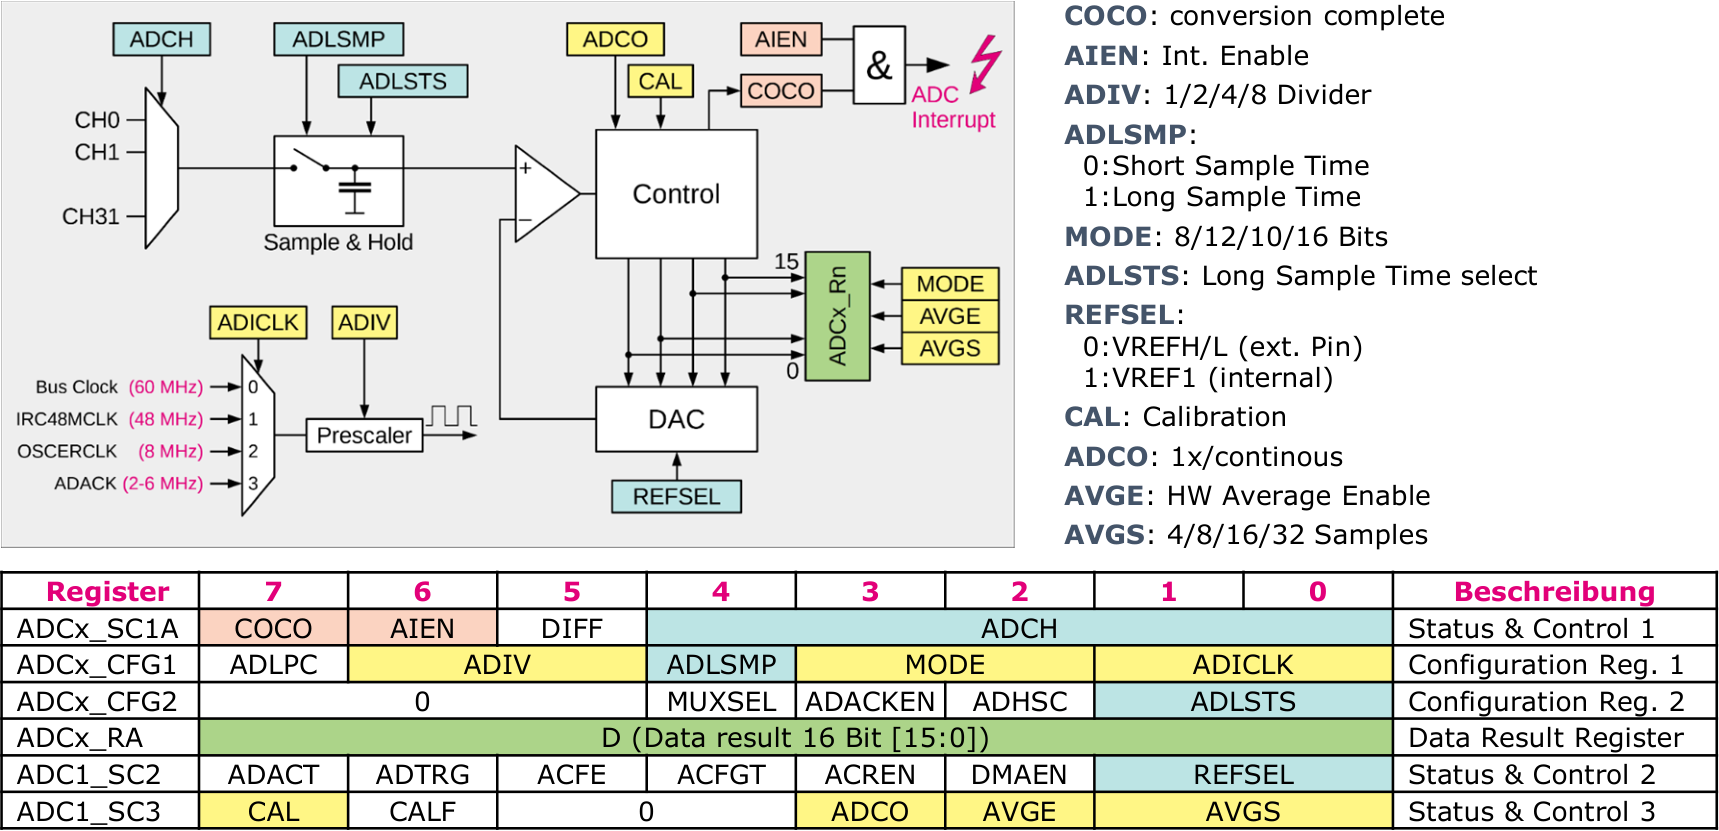 ADCH
ADLSMP
ADLSTS
ADCO
CAL
AIEN
COCO
&
ADC
Interrupt
CH0
CH1
CH31
+
–
Control
Sample & Hold
15
0
ADCx_Rn
MODE
AVGE
AVGS
ADICLK
ADIV
Bus Clock (60 MHz) 0
IRC48MCLK (48 MHz) 1
OSCERCLK (8 MHz) 2
ADACK (2-6 MHz) 3
Prescaler
DAC
REFSEL
COCO: conversion complete
AIEN: Int. Enable
ADIV: 1/2/4/8 Divider
ADLSMP:
0:Short Sample Time
1:Long Sample Time
MODE: 8/12/10/16 Bits
ADLSTS: Long Sample Time select
REFSEL:
0:VREFH/L (ext. Pin)
1:VREF1 (internal)
CAL: Calibration
ADCO: 1x/continous
AVGE: HW Average Enable
AVGS: 4/8/16/32 Samples
Register 7 6 5 4 3 2 1 0 Beschreibung
ADCx_SC1A COCO AIEN DIFF ADCH Status & Control 1
ADCx_CFG1 ADLPC ADIV ADLSMP MODE ADICLK Configuration Reg. 1
ADCx_CFG2 0 MUXSEL ADACKEN ADHSC ADLSTS Configuration Reg. 2
ADCx_RA D (Data result 16 Bit [15:0]) Data Result Register
ADC1_SC2 ADACT ADTRG ACFE ACFGT ACREN DMAEN REFSEL Status & Control 2
ADC1_SC3 CAL CALF 0 ADCO AVGE AVGS Status & Control 3